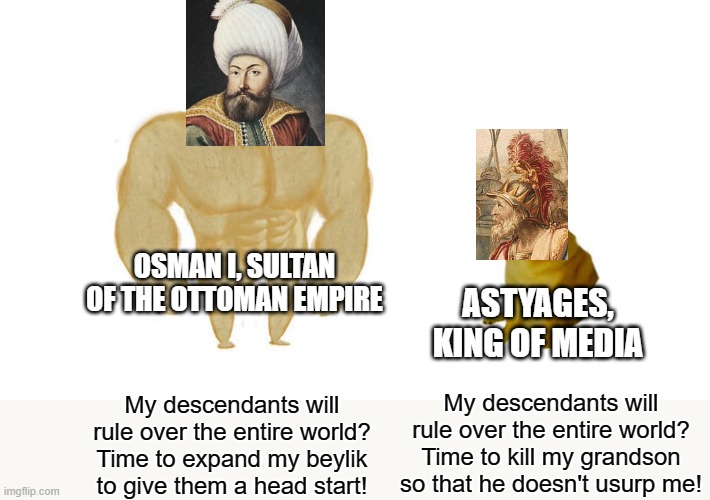 OSMAN I, SULTAN
OF THE OTTOMAN EMPIRE
ASTYAGES,
KING OF MEDIA
My descendants will
rule over the entire world?
Time to expand my beylik
to give them a head start!
My descendants will
rule over the entire world?
Time to kill my grandson
so that he doesn't usurp me!
imgflip.com